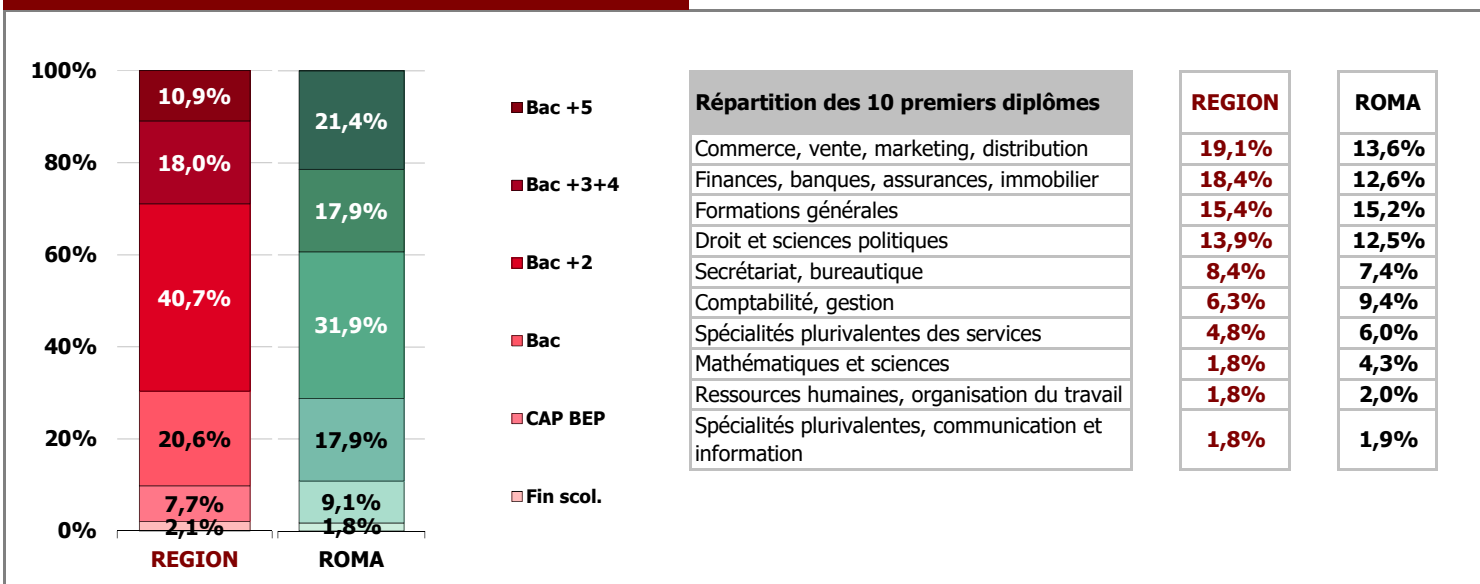 100%
80%
60%
40%
20%
0%
10,9%
18,0%
40,7%
20,6%
7,7%
2,1%
REGION
21,4%
17,9%
31,9%
17,9%
9,1%
1,8%
ROMA
Bac +5
Bac +3+4
Bac +2
Bac
CAP BEP
Fin scol.
Répartition des 10 premiers diplômes REGION ROMA
Commerce, vente, marketing, distribution 19,1% 13,6%
Finances, banques, assurances, immobilier 18,4% 12,6%
Formations générales 15,4% 15,2%
Droit et sciences politiques 13,9% 12,5%
Secrétariat, bureautique 8,4% 7,4%
Comptabilité, gestion 6,3% 9,4%
Spécialités plurivalentes des services 4,8% 6,0%
Mathématiques et sciences 1,8% 4,3%
Ressources humaines, organisation du travail 1,8% 2,0%
Spécialités plurivalentes, communication et
information 1,8% 1,9%